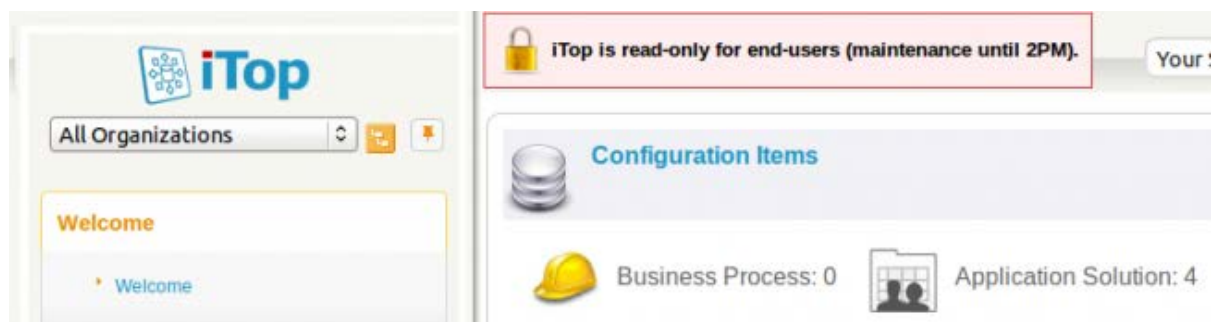 iTop
All Organizations
Welcome
Welcome
iTop is read-only for end-users (maintenance until 2PM).
Your
Configuration Items
Business Process: 0
Application Solution: 4